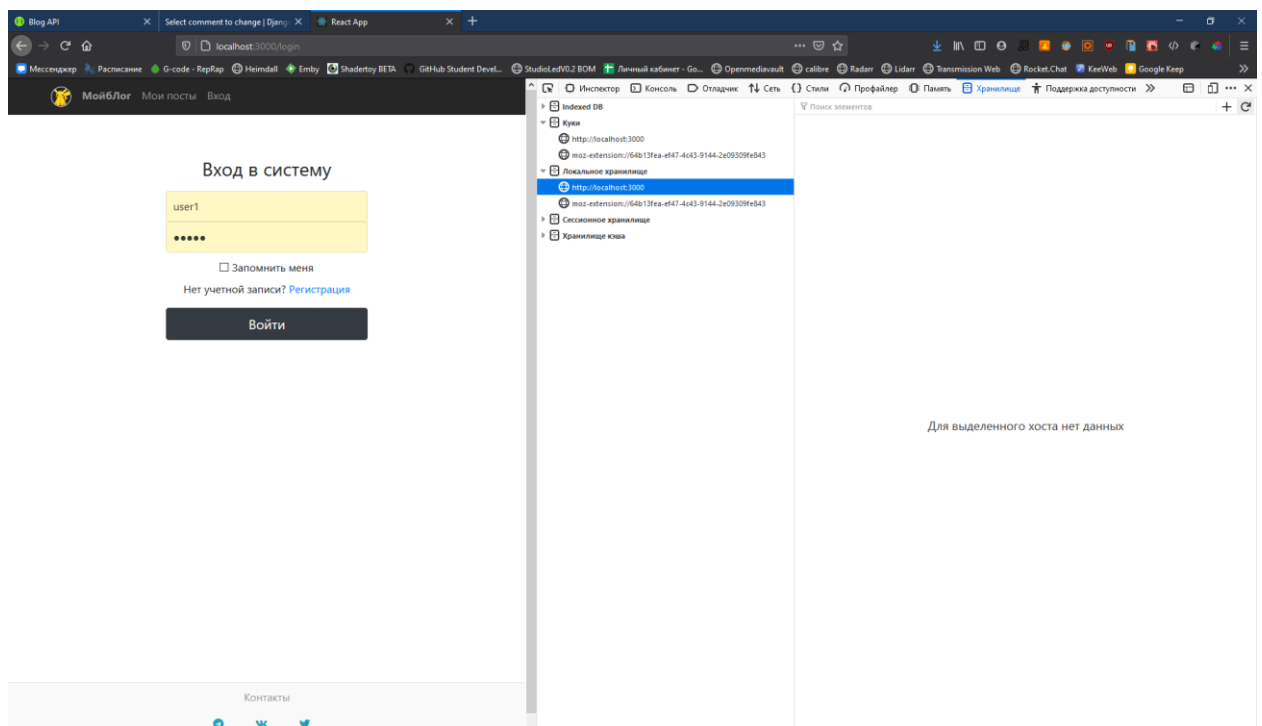 Blog API
Select comment to change | Djang
React App
localhost:3000/login
Мессенджер Расписание G-code - RepRap Heimdall Emby Shadertoy BETA GitHub Student Devel... StudioLedV0.2 BOM Личный кабинет - Go... Openmediavault calibre Radarr Lidarr Transmission Web Rocket.Chat KeeWeb Google Keep
МойбЛог Мои посты Вход
Вход в систему
user1
•••••
Запомнить меня
Нет учетной записи? Регистрация
Войти
Контакты
Инспектор Консоль Отладчик Сеть Стили Профайлер Память Хранилище Поддержка доступности
Indexed DB
Куки
http://localhost:3000
moz-extension://64b13fea-ef47-4c43-9144-2e09309fe843
Локальное хранилище
http://localhost:3000
moz-extension://64b13fea-ef47-4c43-9144-2e09309fe843
Сессионное хранилище
Хранилище кэша
Поиск элементов
Для выделенного хоста нет данных